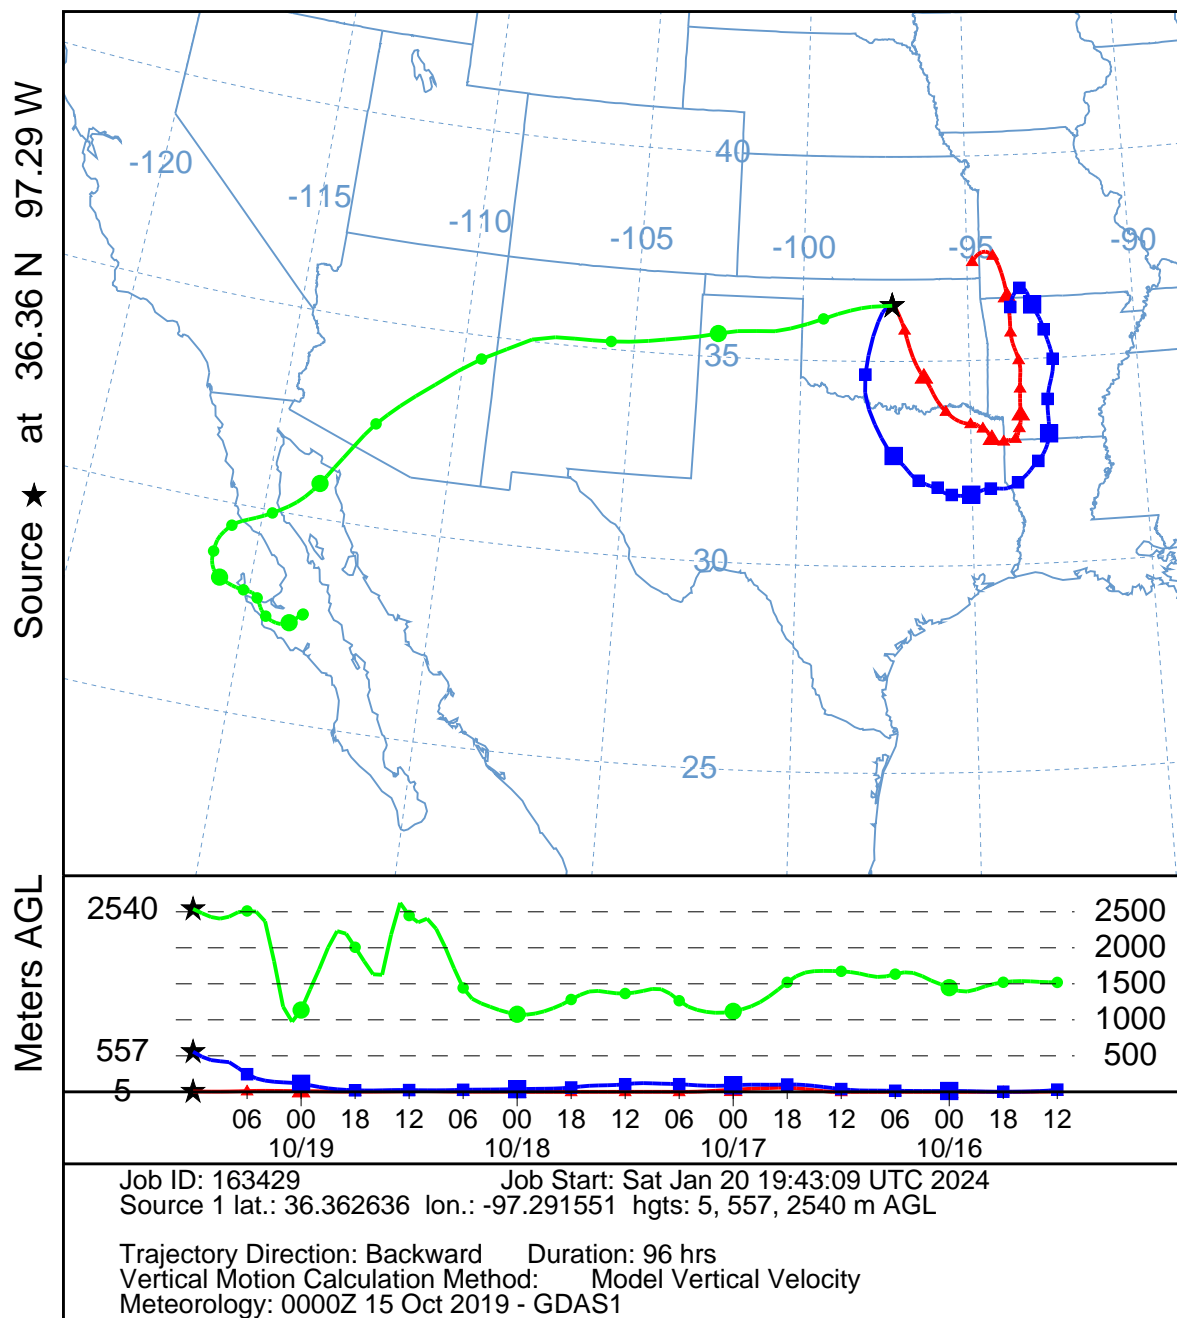 Source ★ at 36.36 N 97.29 W
-120
-115
-110
-105
-100
-95
-90
40
35
30
25
Meters AGL
2540
557
5
2500
2000
1500
1000
500
06 00 18 12 06 00 18 12 06 00 18 12 06 00 18 12
10/19 10/18 10/17 10/16
Job ID: 163429 Job Start: Sat Jan 20 19:43:09 UTC 2024
Source 1 lat.: 36.362636 lon.: -97.291551 hgts: 5, 557, 2540 m AGL
Trajectory Direction: Backward Duration: 96 hrs
Vertical Motion Calculation Method: Model Vertical Velocity
Meteorology: 0000Z 15 Oct 2019 - GDAS1